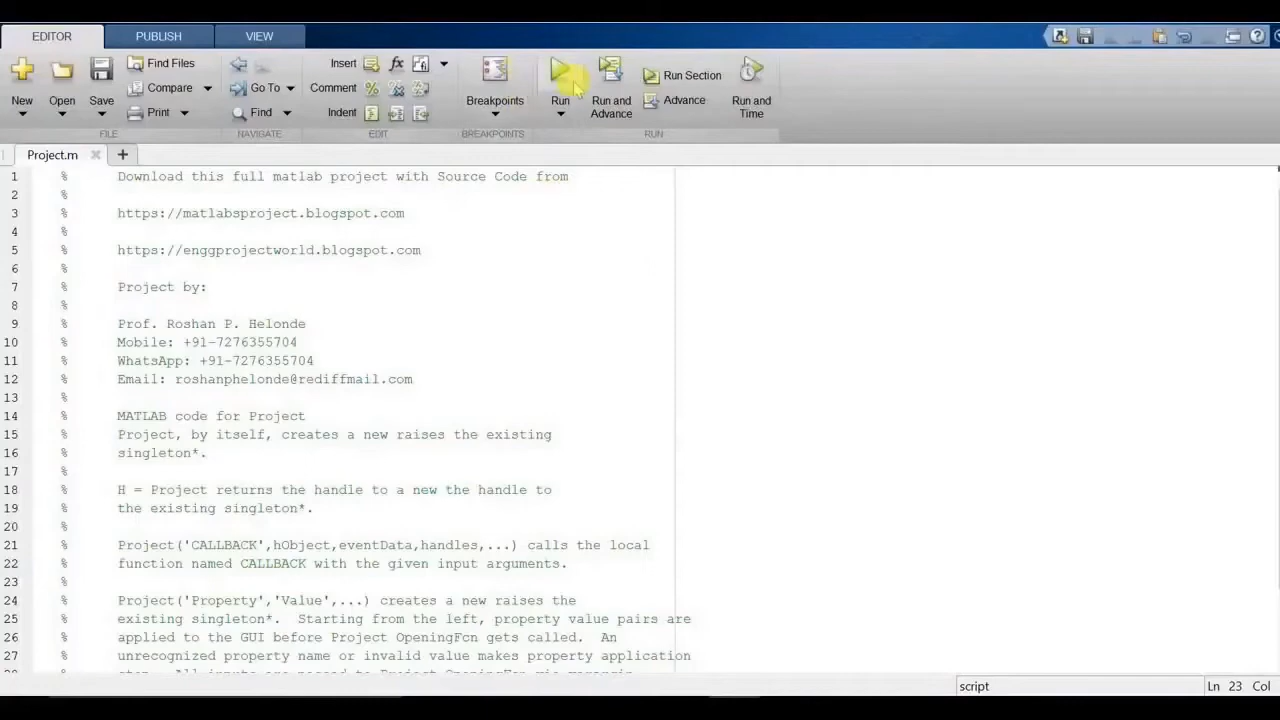 EDITOR PUBLISH VIEW
New Open Save Find Files Compare Print
Go To Find
Insert fx
Comment
Indent
Breakpoints
Run Run and Advance Run Section Advance Run and Time
FILE NAVIGATE EDIT BREAKPOINTS RUN
Project.m
1 % Download this full matlab project with Source Code from
2 %
3 % https://matlabsproject.blogspot.com
4 %
5 % https://enggprojectworld.blogspot.com
6 %
7 % Project by:
8 %
9 % Prof. Roshan P. Helonde
10 % Mobile: +91-7276355704
11 % WhatsApp: +91-7276355704
12 % Email: roshanphelonde@rediffmail.com
13 %
14 % MATLAB code for Project
15 % Project, by itself, creates a new raises the existing
16 % singleton*.
17 %
18 % H = Project returns the handle to a new the handle to
19 % the existing singleton*.
20 %
21 % Project('CALLBACK',hObject,eventData,handles,...) calls the local
22 % function named CALLBACK with the given input arguments.
23 %
24 % Project('Property','Value',...) creates a new raises the
25 % existing singleton*.  Starting from the left, property value pairs are
26 % applied to the GUI before Project OpeningFcn gets called.  An
27 % unrecognized property name or invalid value makes property application
script Ln 23 Col